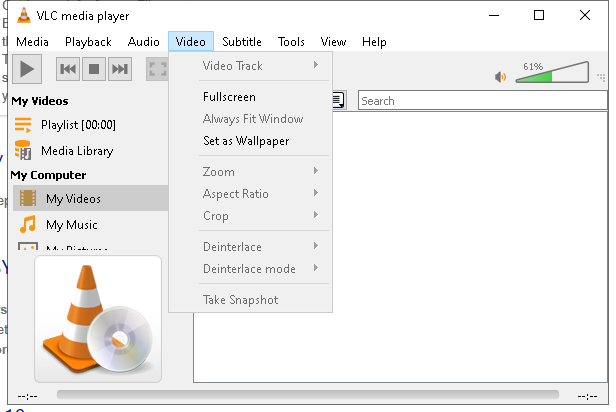 VLC media player
Media Playback Audio Video Subtitle Tools View Help
61%
Search
My Videos
Playlist [00:00]
Media Library
My Computer
My Videos
My Music
My Pictures
Video Track
Fullscreen
Always Fit Window
Set as Wallpaper
Zoom
Aspect Ratio
Crop
Deinterlace
Deinterlace mode
Take Snapshot
--:--
--:--